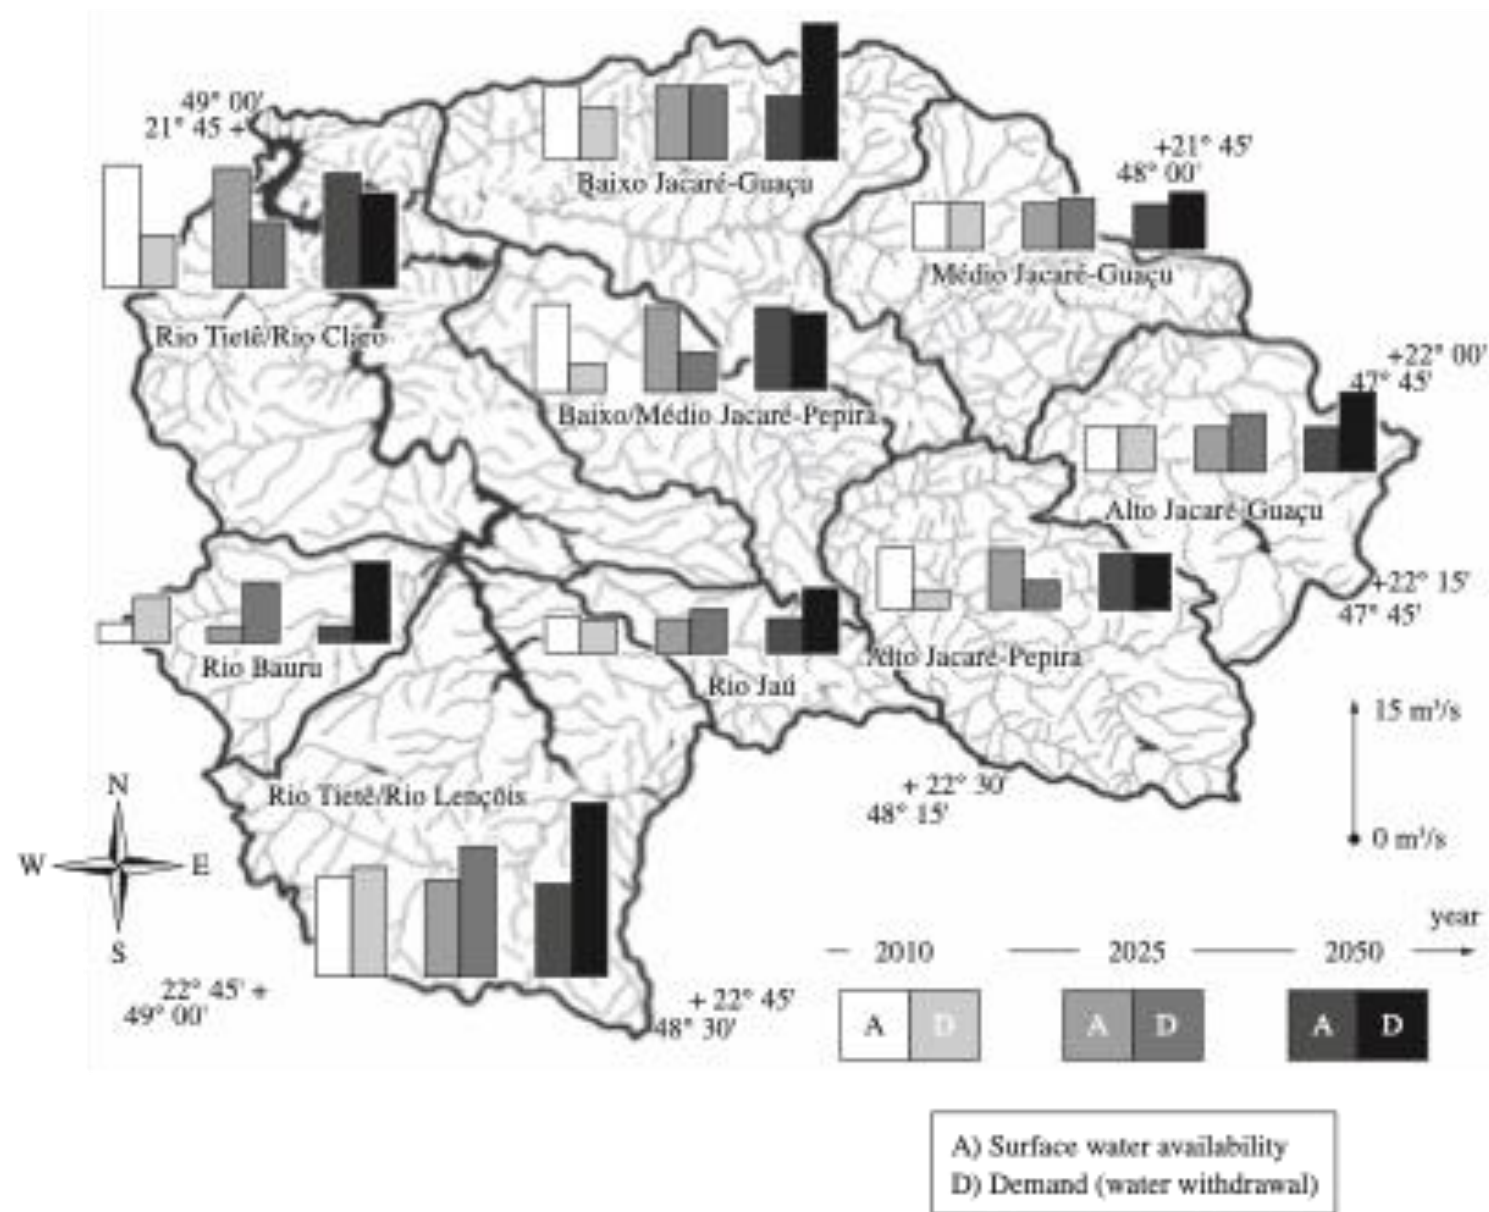 49° 00'
21° 45 +
Baixo Jacaré-Guaçu
+21° 45'
48° 00'
Médio Jacaré-Guaçu
Rio Tietê/Rio Claro
+22° 00'
47° 45'
Baixo/Médio Jacaré-Pepira
Alto Jacaré-Guaçu
+22° 15'
47° 45'
Rio Bauru
Rio Jaú
Alto Jacaré-Pepira
15 m³/s
0 m³/s
+ 22° 30'
48° 15'
Rio Tietê/Rio Lençóis
N
W E
S
year
2010 2025 2050
22° 45' +
49° 00'
+ 22° 45'
48° 30'
A D A D A D
A) Surface water availability
D) Demand (water withdrawal)